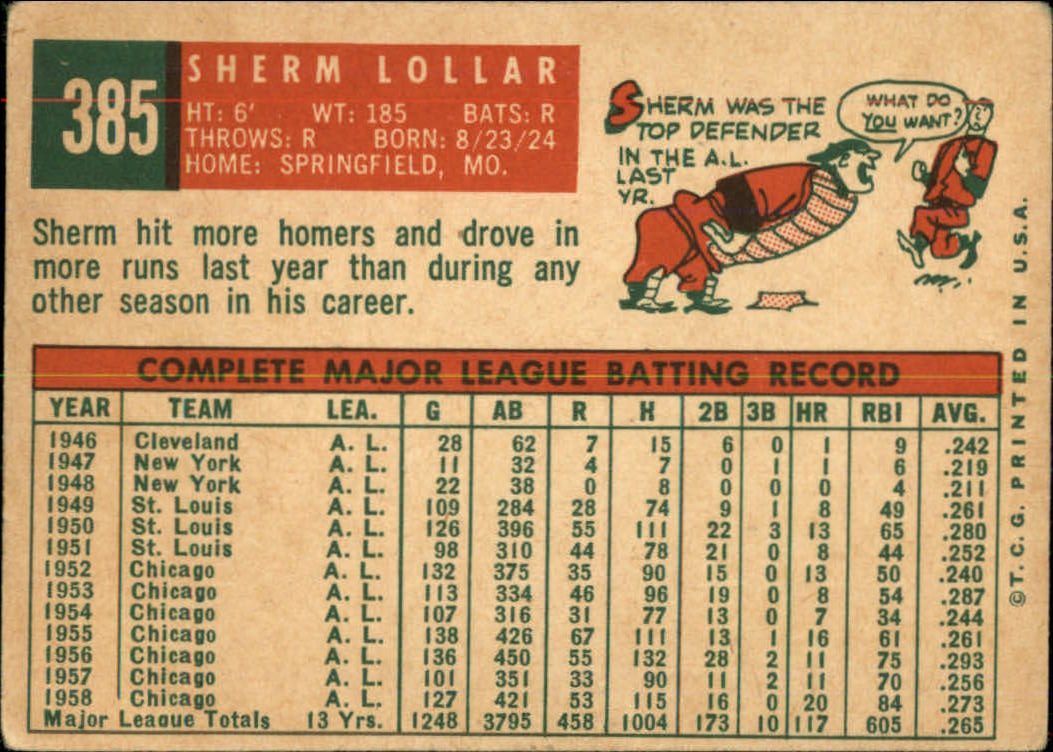 385
SHERM LOLLAR
HT: 6' WT: 185 BATS: R
THROWS: R BORN: 8/23/24
HOME: SPRINGFIELD, MO.
SHERM WAS THE
TOP DEFENDER
IN THE A.L.
LAST
YR.
WHAT DO
YOU WANT?
Sherm hit more homers and drove in
more runs last year than during any
other season in his career.
COMPLETE MAJOR LEAGUE BATTING RECORD
YEAR TEAM LEA. G AB R H 2B 3B HR RBI AVG.
1946 Cleveland A. L. 28 62 7 15 6 0 1 9 .242
1947 New York A. L. 11 32 4 7 0 1 1 6 .219
1948 New York A. L. 22 38 0 8 0 0 0 4 .211
1949 St. Louis A. L. 109 284 28 74 9 1 8 49 .261
1950 St. Louis A. L. 126 396 55 111 22 3 13 65 .280
1951 St. Louis A. L. 98 310 44 78 21 0 8 44 .252
1952 Chicago A. L. 132 375 35 90 15 0 13 50 .240
1953 Chicago A. L. 113 334 46 96 19 0 8 54 .287
1954 Chicago A. L. 107 316 31 77 13 0 7 34 .244
1955 Chicago A. L. 138 426 67 111 13 1 16 61 .261
1956 Chicago A. L. 136 450 55 132 28 2 11 75 .293
1957 Chicago A. L. 101 351 33 90 11 2 11 70 .256
1958 Chicago A. L. 127 421 53 115 16 0 20 84 .273
Major League Totals 13 Yrs. 1248 3795 458 1004 173 10 117 605 .265
©T. C. G. PRINTED IN U.S.A.